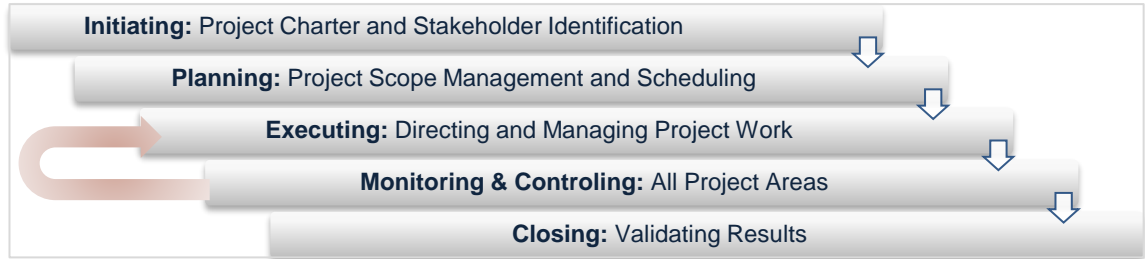 Initiating: Project Charter and Stakeholder Identification
Planning: Project Scope Management and Scheduling
Executing: Directing and Managing Project Work
Monitoring & Controling: All Project Areas
Closing: Validating Results